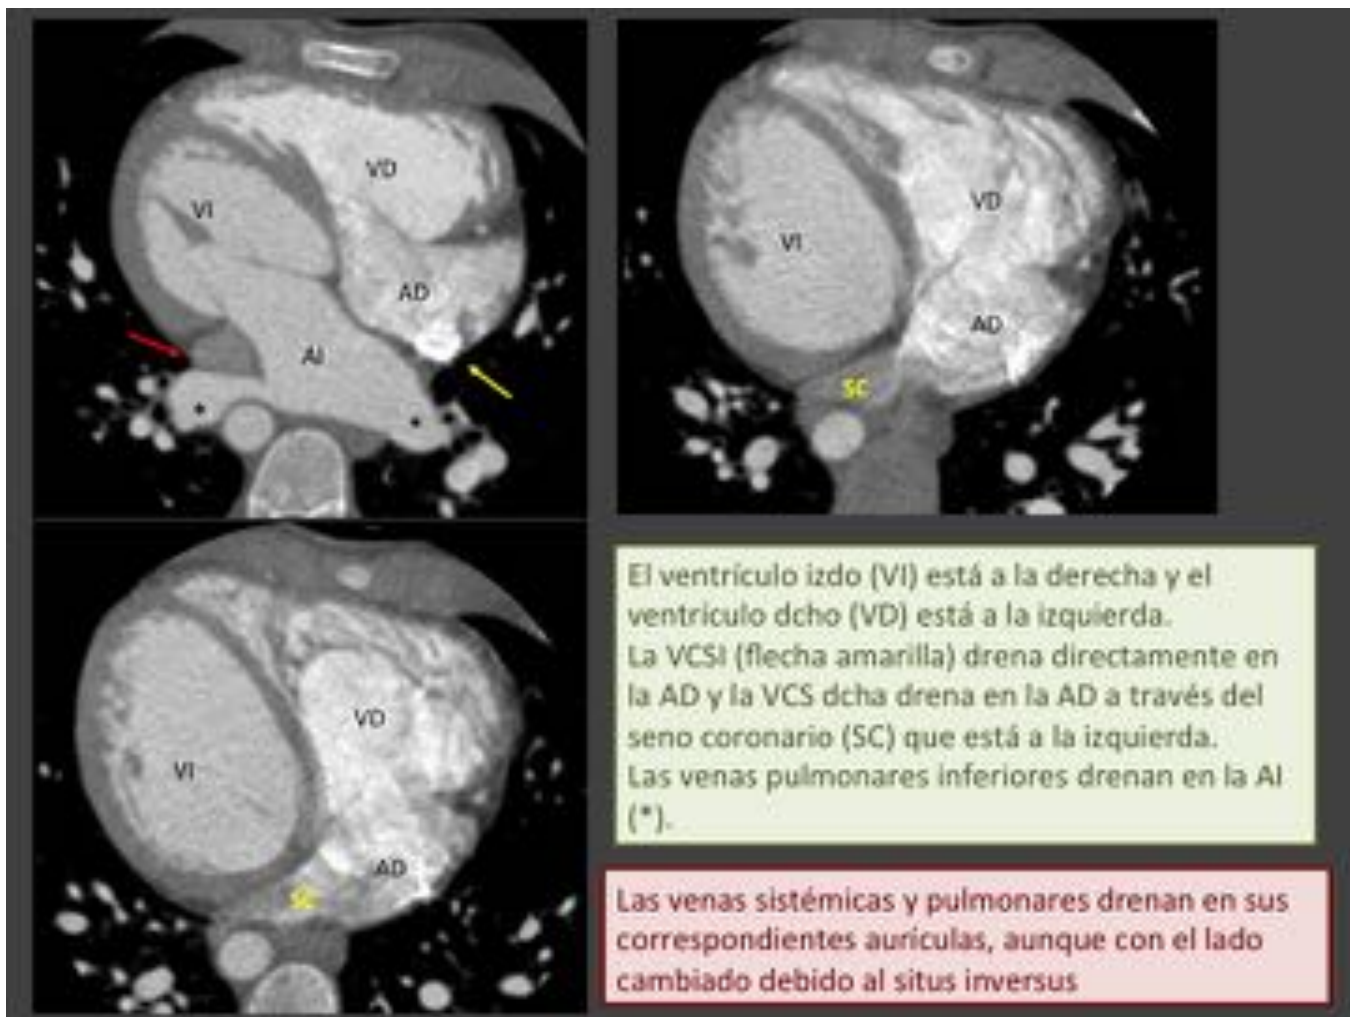 VD
VI
AD
AI
*
*
VD
VI
AD
SC
VD
VI
AD
SC
El ventrículo izdo (VI) está a la derecha y el
ventrículo dcho (VD) está a la izquierda.
La VCSI (flecha amarilla) drena directamente en
la AD y la VCS dcha drena en la AD a través del
seno coronario (SC) que está a la izquierda.
Las venas pulmonares inferiores drenan en la AI
(*).
Las venas sistémicas y pulmonares drenan en sus
correspondientes aurículas, aunque con el lado
cambiado debido al situs inversus